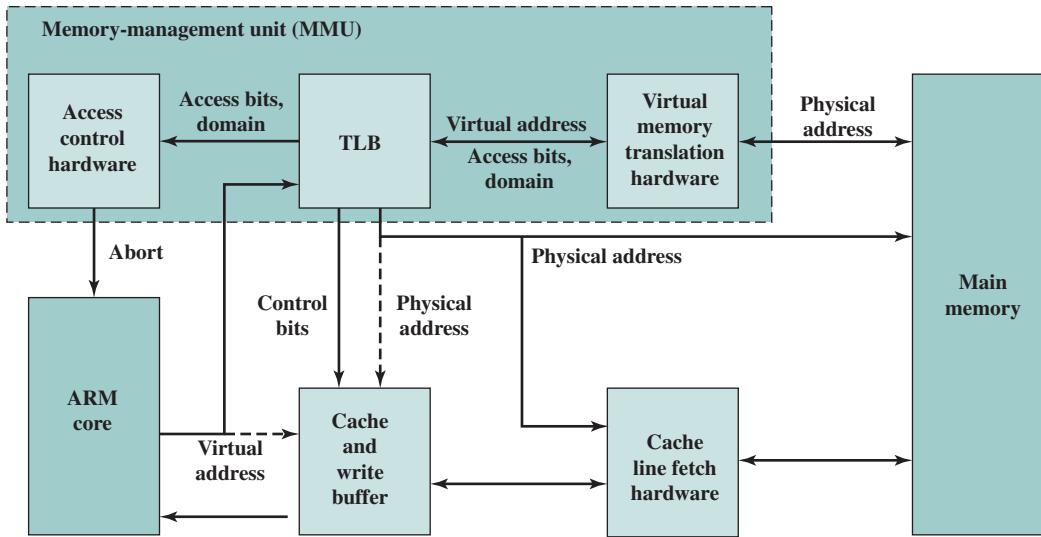 Memory-management unit (MMU)
Access
control
hardware
Access bits,
domain
TLB
Virtual address
Access bits,
domain
Virtual
memory
translation
hardware
Physical
address
Abort
Physical address
Control
bits
Physical
address
Main
memory
ARM
core
Virtual
address
Cache
and
write
buffer
Cache
line fetch
hardware